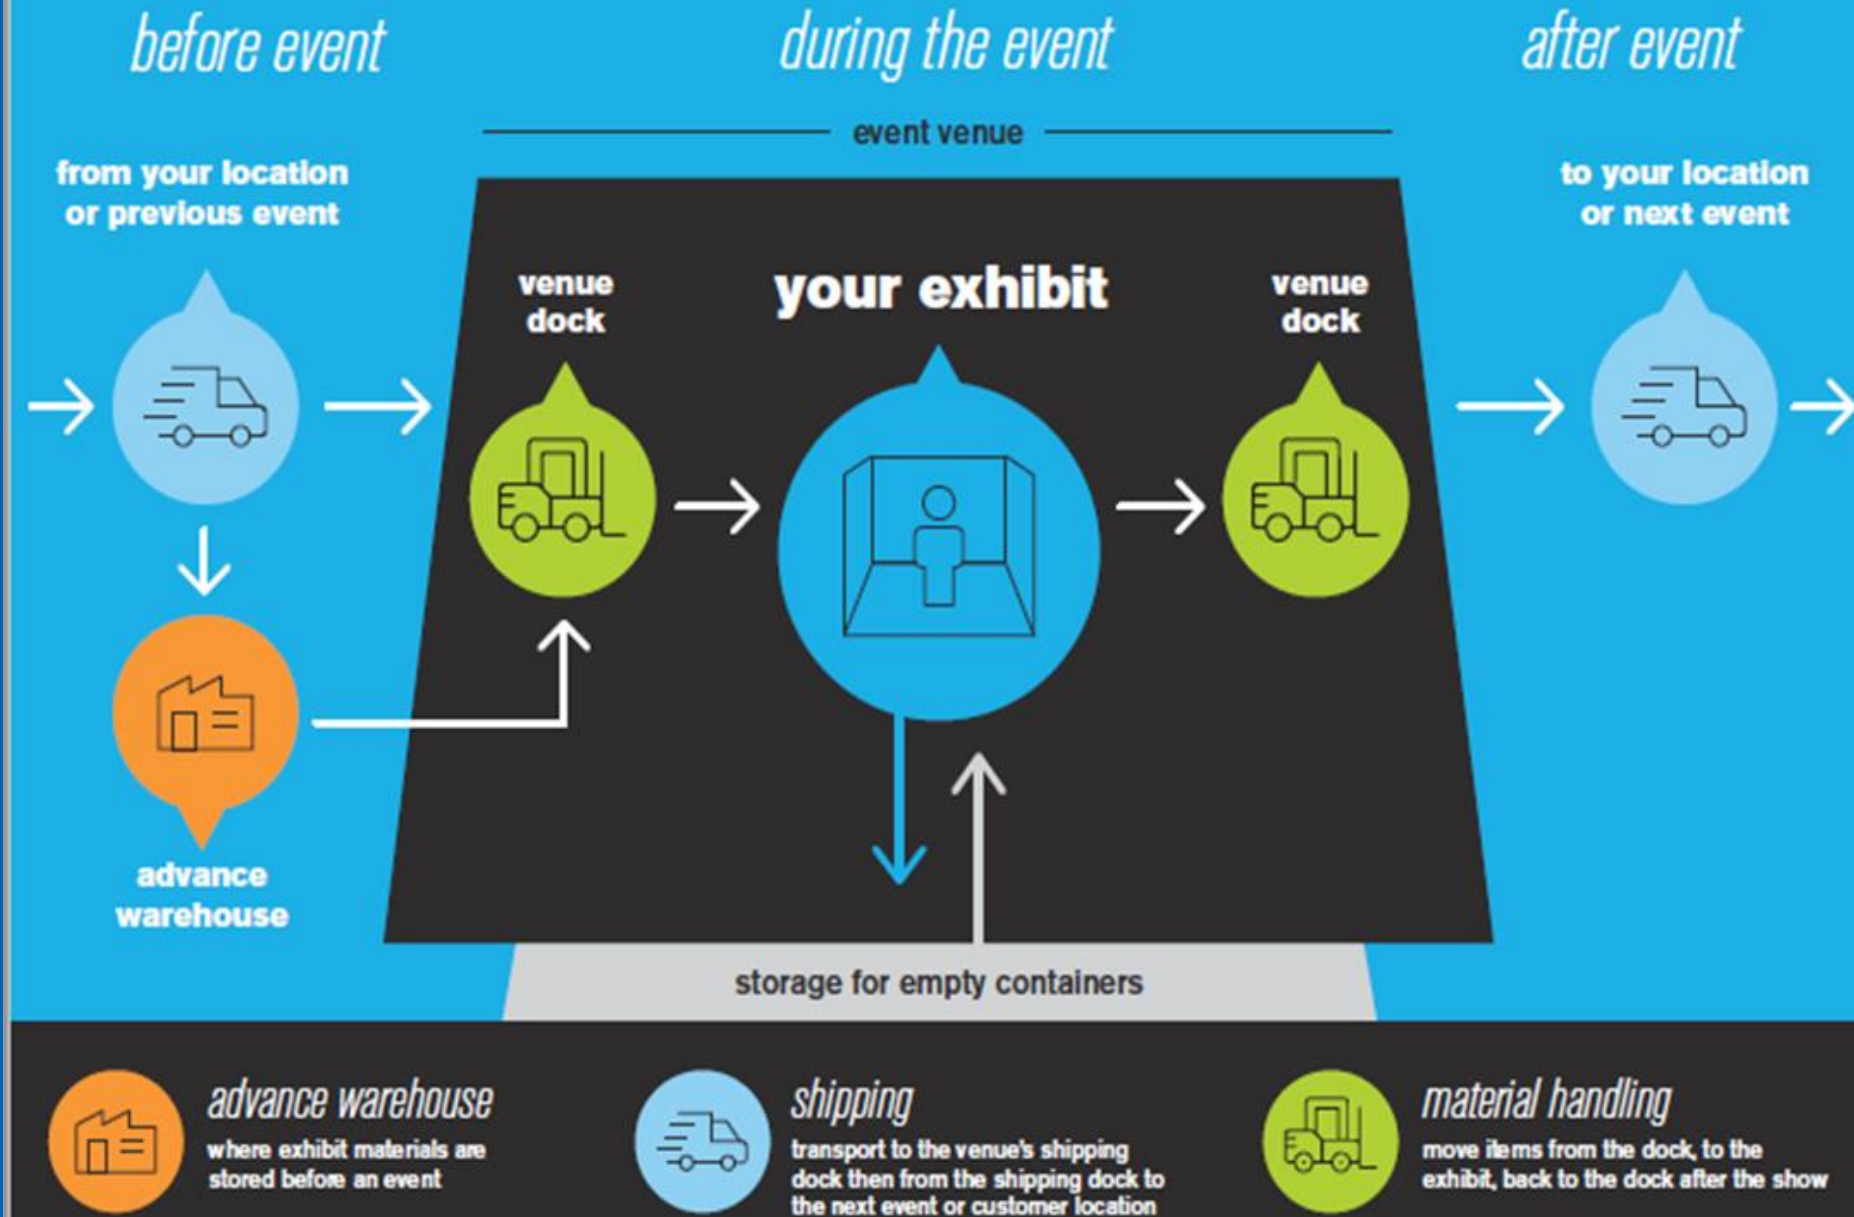 before event
during the event
after event
event venue
from your location
or previous event
to your location
or next event
venue
dock
your exhibit
venue
dock
advance
warehouse
storage for empty containers
advance warehouse
where exhibit materials are
stored before an event
shipping
transport to the venue's shipping
dock then from the shipping dock to
the next event or customer location
material handling
move items from the dock, to the
exhibit, back to the dock after the show